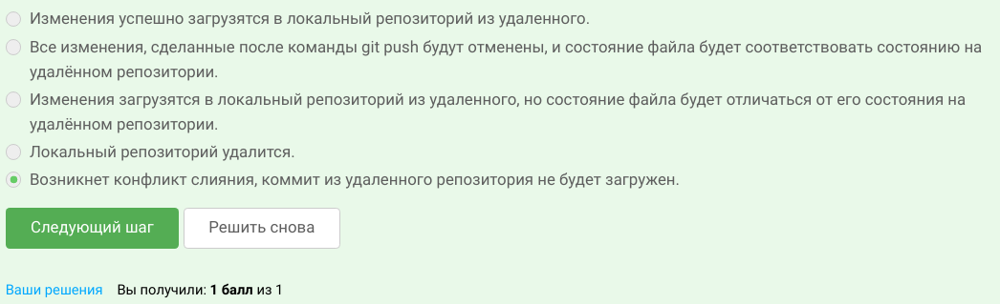 Изменения успешно загрузятся в локальный репозиторий из удаленного.
Все изменения, сделанные после команды git push будут отменены, и состояние файла будет соответствовать состоянию на
удалённом репозитории.
Изменения загрузятся в локальный репозиторий из удаленного, но состояние файла будет отличаться от его состояния на
удалённом репозитории.
Локальный репозиторий удалится.
Возникнет конфликт слияния, коммит из удаленного репозитория не будет загружен.
Следующий шаг Решить снова
Ваши решения Вы получили: 1 балл из 1